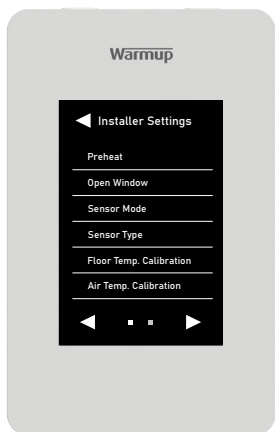 Warmup
Installer Settings
Preheat
Open Window
Sensor Mode
Sensor Type
Floor Temp. Calibration
Air Temp. Calibration